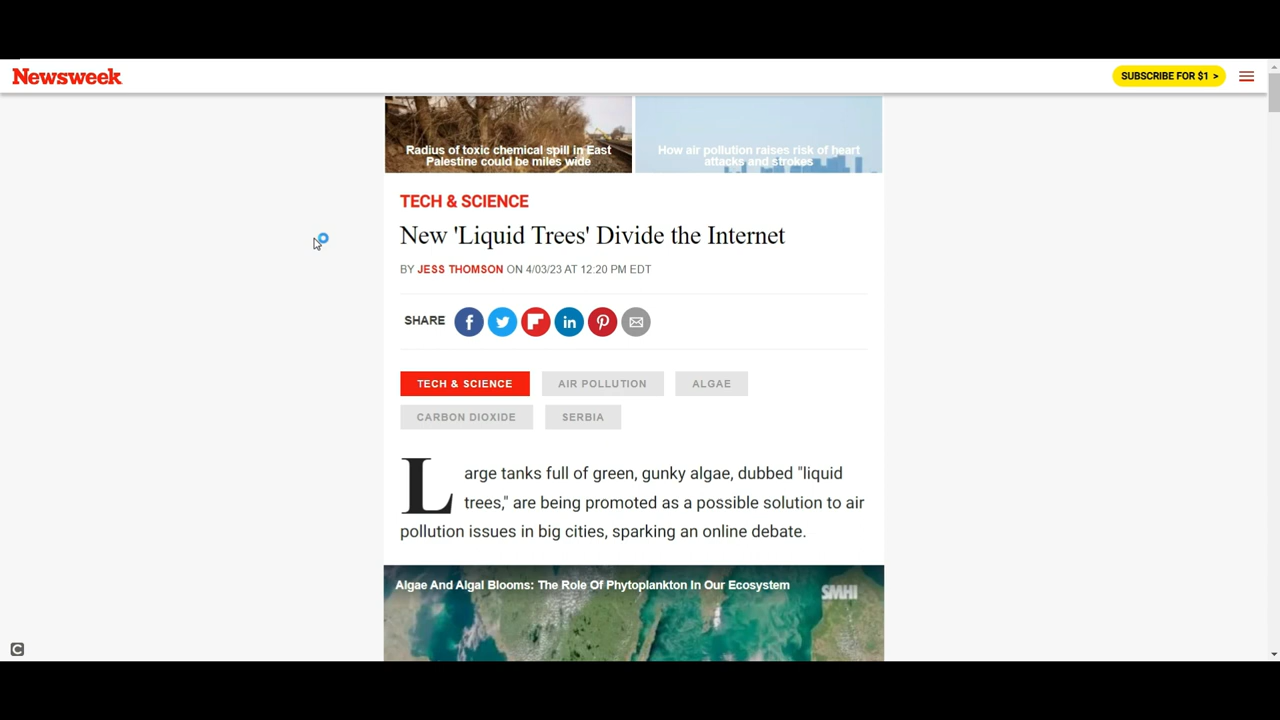 Newsweek
SUBSCRIBE FOR $1 >
Radius of toxic chemical spill in East
Palestine could be miles wide
How air pollution raises risk of heart
attacks and strokes
TECH & SCIENCE
New 'Liquid Trees' Divide the Internet
BY JESS THOMSON ON 4/03/23 AT 12:20 PM EDT
SHARE
TECH & SCIENCE
AIR POLLUTION
ALGAE
CARBON DIOXIDE
SERBIA
Large tanks full of green, gunky algae, dubbed "liquid
trees," are being promoted as a possible solution to air
pollution issues in big cities, sparking an online debate.
Algae And Algal Blooms: The Role Of Phytoplankton In Our Ecosystem
SMHI